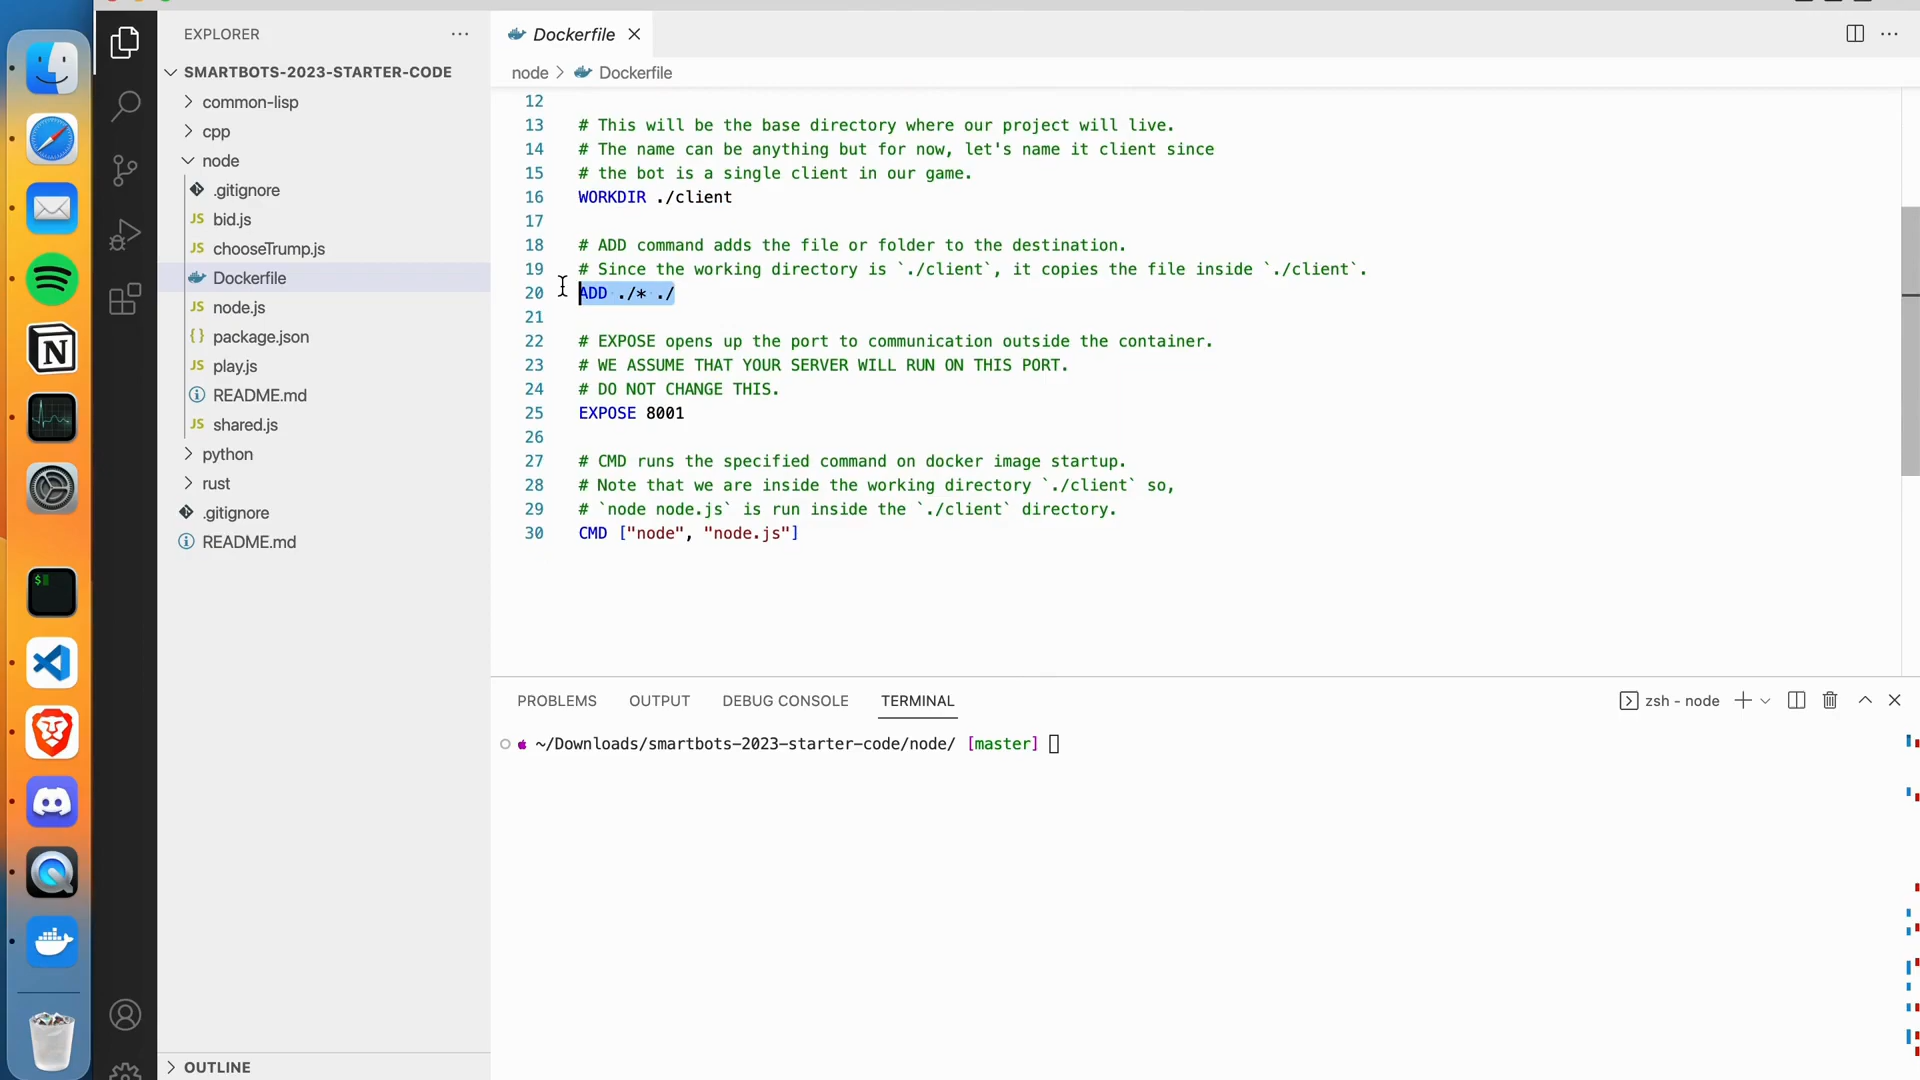 EXPLORER
SMARTBOTS-2023-STARTER-CODE
common-lisp
cpp
node
.gitignore
JS bid.js
JS chooseTrump.js
Dockerfile
JS node.js
{} package.json
JS play.js
README.md
JS shared.js
python
rust
.gitignore
README.md
OUTLINE
Dockerfile
node > Dockerfile
12
13 # This will be the base directory where our project will live.
14 # The name can be anything but for now, let's name it client since
15 # the bot is a single client in our game.
16 WORKDIR ./client
17
18 # ADD command adds the file or folder to the destination.
19 # Since the working directory is `./client`, it copies the file inside `./client`.
20 ADD ./* ./
21
22 # EXPOSE opens up the port to communication outside the container.
23 # WE ASSUME THAT YOUR SERVER WILL RUN ON THIS PORT.
24 # DO NOT CHANGE THIS.
25 EXPOSE 8001
26
27 # CMD runs the specified command on docker image startup.
28 # Note that we are inside the working directory `./client` so,
29 # `node node.js` is run inside the `./client` directory.
30 CMD ["node", "node.js"]
PROBLEMS OUTPUT DEBUG CONSOLE TERMINAL
zsh - node
~/Downloads/smartbots-2023-starter-code/node/ [master]